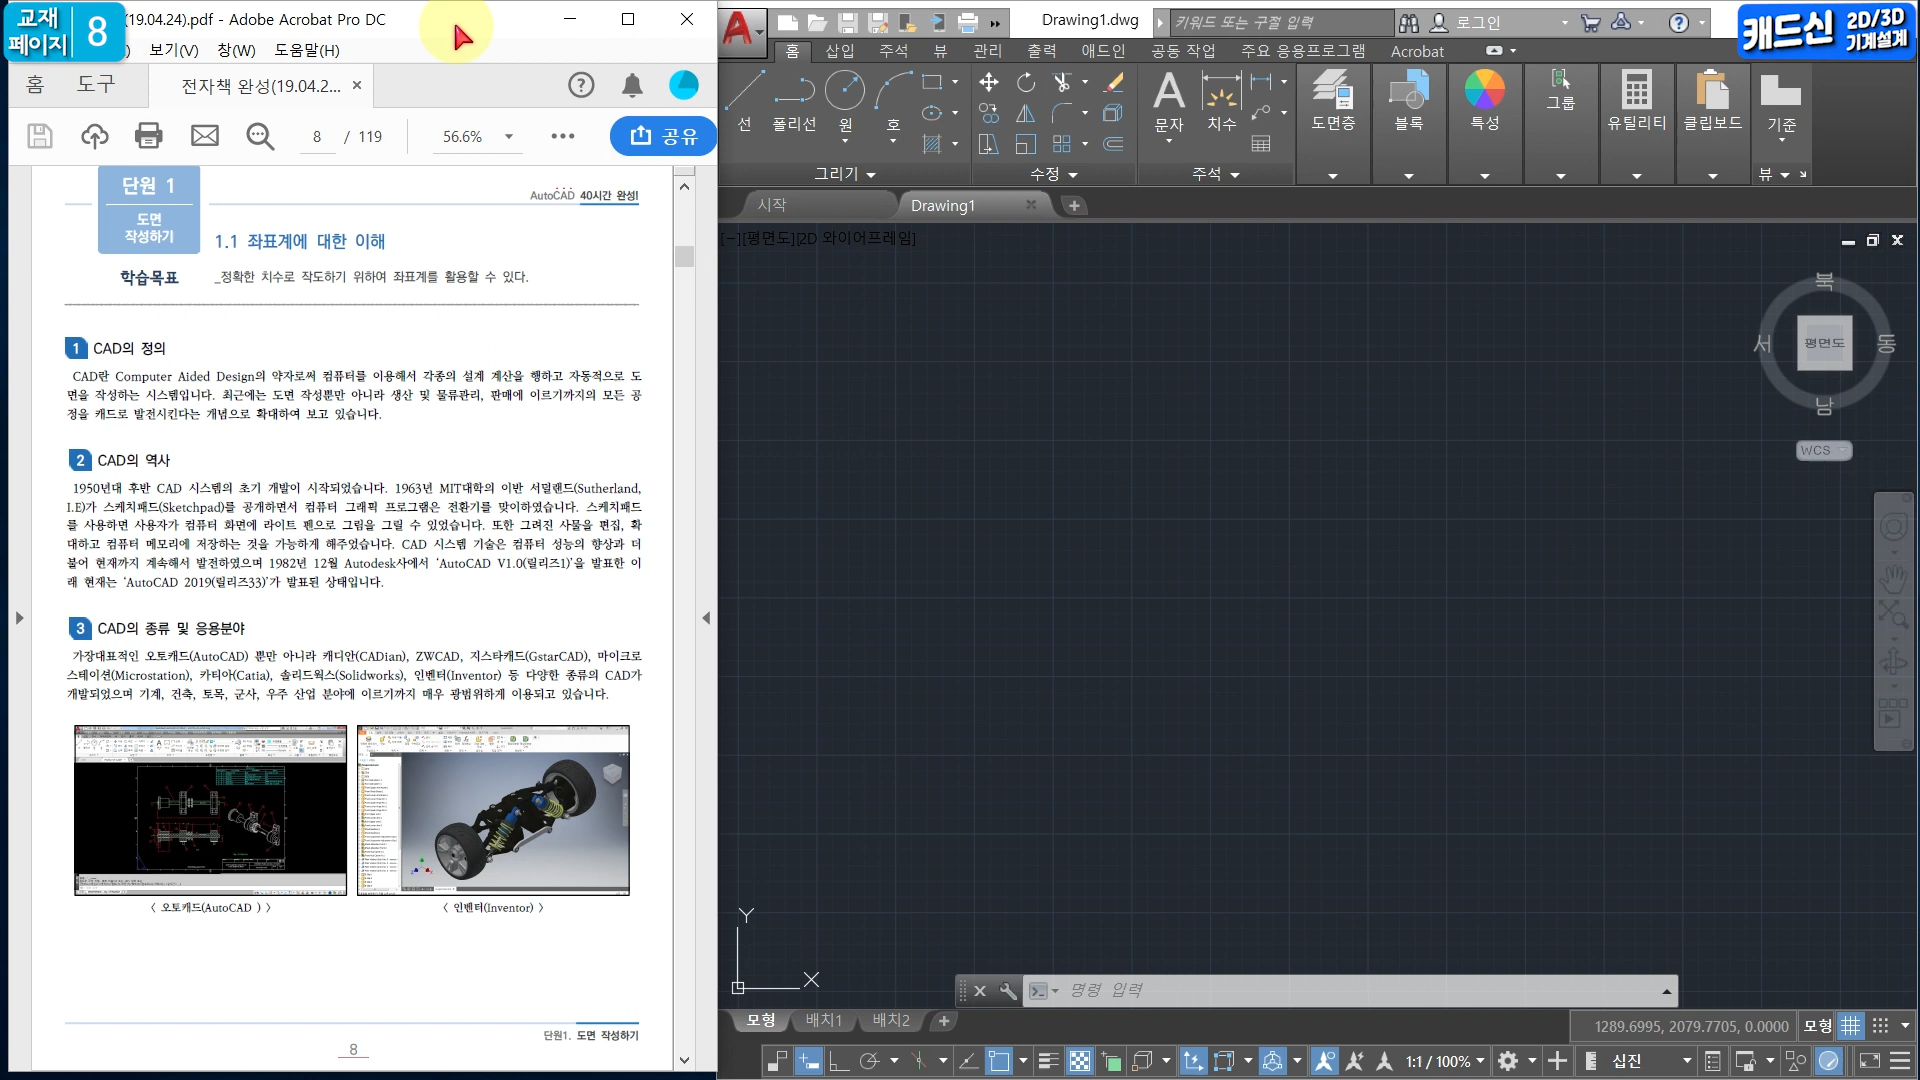 교재
페이지 8
(19.04.24).pdf - Adobe Acrobat Pro DC
보기(V) 창(W) 도움말(H)
홈 도구 전자책 완성(19.04.2... ×
8 / 119 56.6% 공유
단원 1
도면
작성하기
AutoCAD 40시간 완성!
1.1 좌표계에 대한 이해
학습목표 _정확한 치수로 작도하기 위하여 좌표계를 활용할 수 있다.
1 CAD의 정의
CAD란 Computer Aided Design의 약자로써 컴퓨터를 이용해서 각종의 설계 계산을 행하고 자동적으로 도
면을 작성하는 시스템입니다. 최근에는 도면 작성뿐만 아니라 생산 및 물류관리, 판매에 이르기까지의 모든 공
정을 캐드로 발전시킨다는 개념으로 확대하여 보고 있습니다.
2 CAD의 역사
1950년대 후반 CAD 시스템의 초기 개발이 시작되었습니다. 1963년 MIT대학의 이반 서덜랜드(Sutherland,
I.E)가 스케치패드(Sketchpad)를 공개하면서 컴퓨터 그래픽 프로그램은 전환기를 맞이하였습니다. 스케치패드
를 사용하면 사용자가 컴퓨터 화면에 라이트 펜으로 그림을 그릴 수 있었습니다. 또한 그려진 사물을 편집, 확
대하고 컴퓨터 메모리에 저장하는 것을 가능하게 해주었습니다. CAD 시스템 기술은 컴퓨터 성능의 향상과 더
불어 현재까지 계속해서 발전하였으며 1982년 12월 Autodesk사에서 ‘AutoCAD V1.0(릴리즈1)’을 발표한 이
래 현재는 ‘AutoCAD 2019(릴리즈33)’가 발표된 상태입니다.
3 CAD의 종류 및 응용분야
가장대표적인 오토캐드(AutoCAD) 뿐만 아니라 캐디안(CADian), ZWCAD, 지스타캐드(GstarCAD), 마이크로
스테이션(Microstation), 카티아(Catia), 솔리드웍스(Solidworks), 인벤터(Inventor) 등 다양한 종류의 CAD가
개발되었으며 기계, 건축, 토목, 군사, 우주 산업 분야에 이르기까지 매우 광범위하게 이용되고 있습니다.
〈 오토캐드(AutoCAD ) 〉 〈 인벤터(Inventor) 〉
단원1. 도면 작성하기
8
Drawing1.dwg 키워드 또는 구절 입력 로그인
캐드신 2D/3D
기계설계
홈 삽입 주석 뷰 관리 출력 애드인 공동 작업 주요 응용프로그램 Acrobat
선 폴리선 원 호 문자 치수 도면층 블록 특성 그룹 유틸리티 클립보드 기준
그리기 수정 주석 뷰
시작 Drawing1
[−][평면도][2D 와이어프레임]
북
서 평면도 동
남
WCS
Y
X
명령 입력
모형 배치1 배치2
1289.6995, 2079.7705, 0.0000 모형
1:1 / 100% 십진